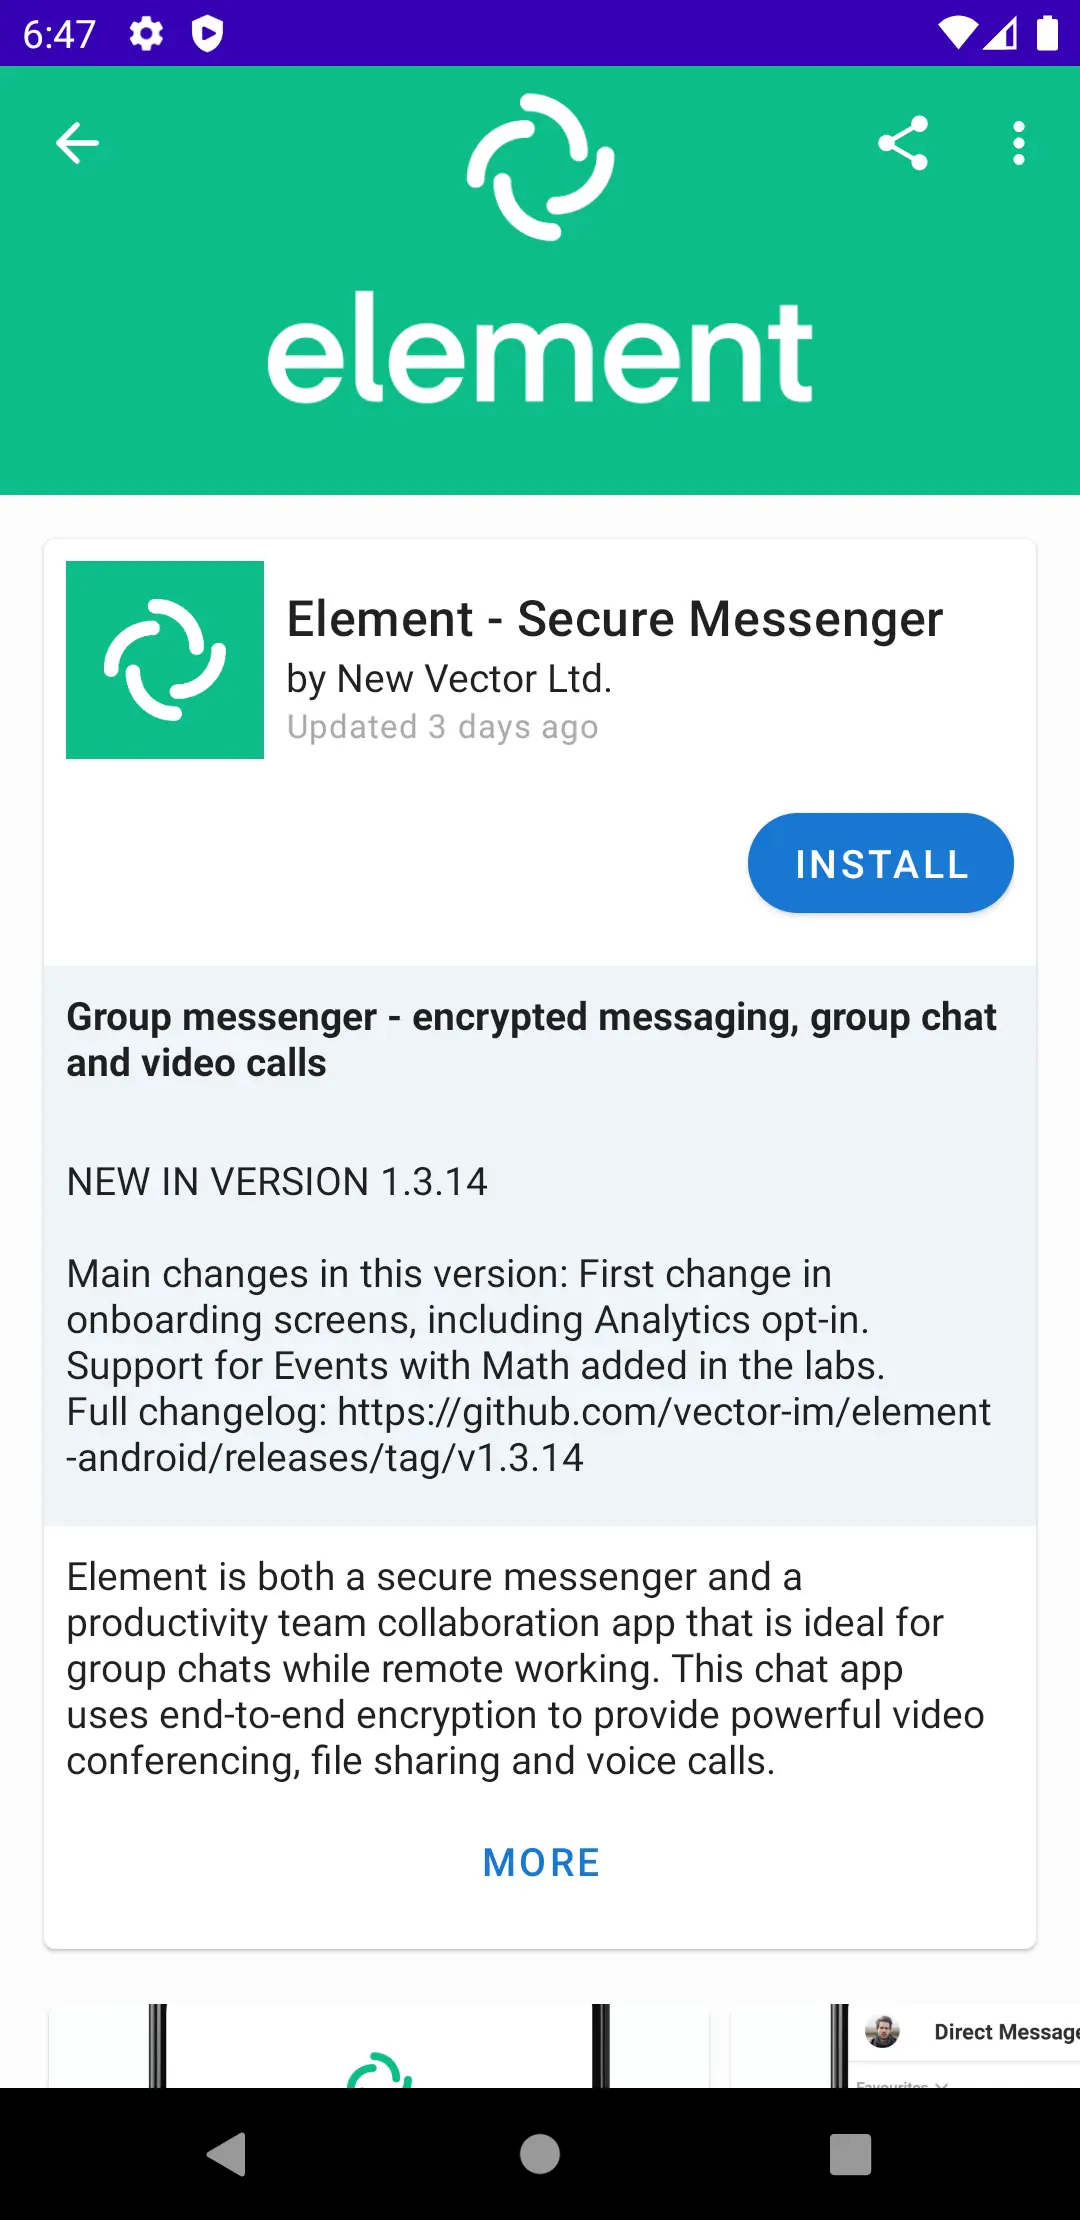 6:47
element
Element - Secure Messenger
by New Vector Ltd.
Updated 3 days ago
INSTALL
Group messenger - encrypted messaging, group chat
and video calls
NEW IN VERSION 1.3.14
Main changes in this version: First change in
onboarding screens, including Analytics opt-in.
Support for Events with Math added in the labs.
Full changelog: https://github.com/vector-im/element
-android/releases/tag/v1.3.14
Element is both a secure messenger and a
productivity team collaboration app that is ideal for
group chats while remote working. This chat app
uses end-to-end encryption to provide powerful video
conferencing, file sharing and voice calls.
MORE
Direct Message
Favourites